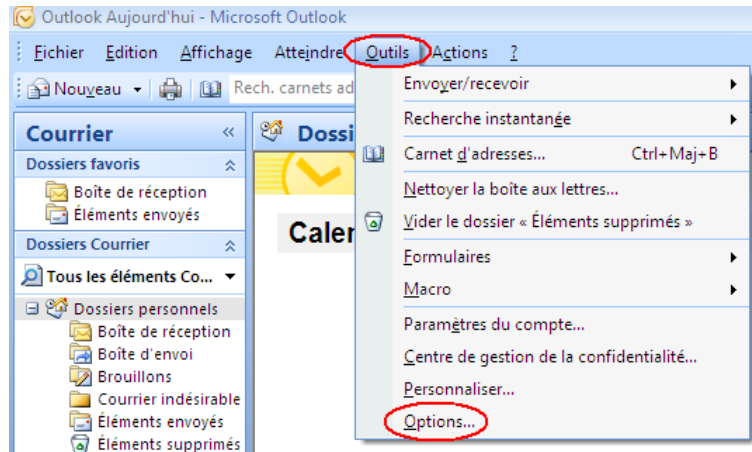 Outlook Aujourd'hui - Microsoft Outlook
Fichier Edition Affichage Atteindre Outils Actions ?
Nouveau Rech. carnets ad
Courrier «
Dossiers favoris
Boîte de réception
Éléments envoyés
Dossiers Courrier
Tous les éléments Co...
Dossiers personnels
Boîte de réception
Boîte d'envoi
Brouillons
Courrier indésirable
Éléments envoyés
Éléments supprimés
Dossi
Caler
Envoyer/recevoir
Recherche instantanée
Carnet d'adresses... Ctrl+Maj+B
Nettoyer la boîte aux lettres...
Vider le dossier « Éléments supprimés »
Formulaires
Macro
Paramètres du compte...
Centre de gestion de la confidentialité...
Personnaliser...
Options...